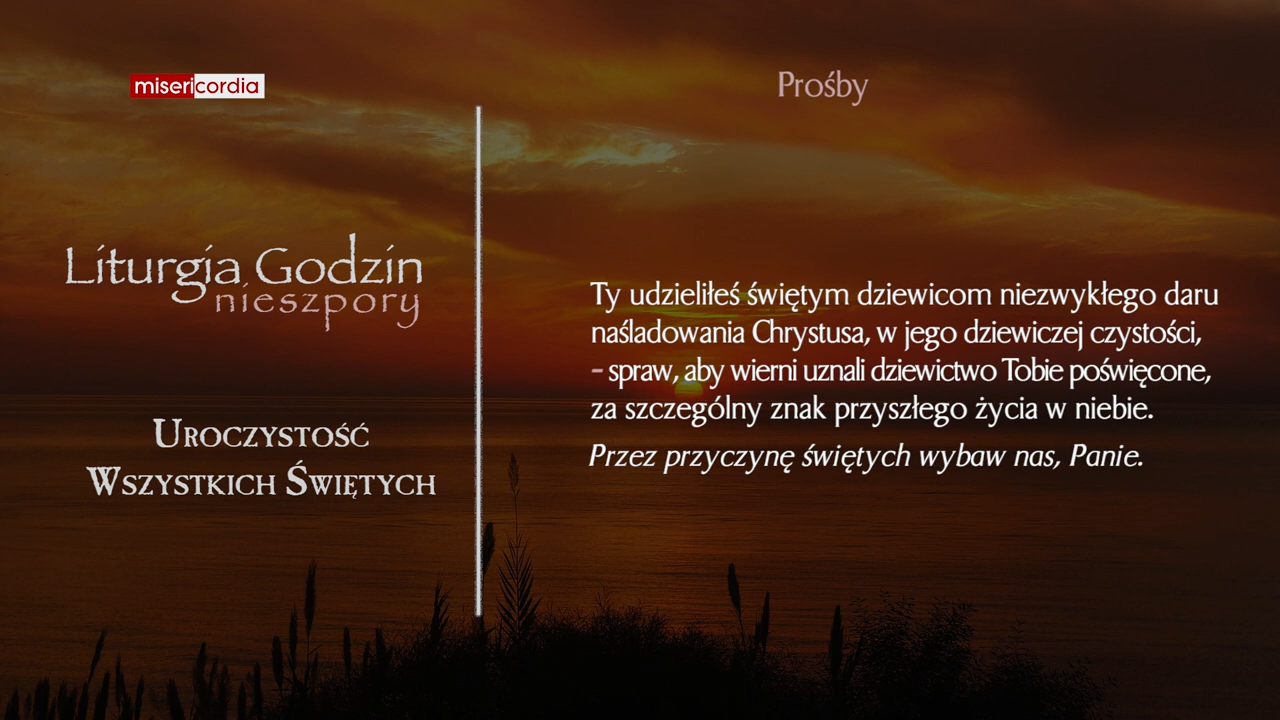 misericordia
Prośby
Liturgia Godzin
nieszpory
Uroczystość
Wszystkich Świętych
Ty udzieliłeś świętym dziewicom niezwykłego daru
naśladowania Chrystusa, w jego dziewiczej czystości,
- spraw, aby wierni uznali dziewictwo Tobie poświęcone,
za szczególny znak przyszłego życia w niebie.
Przez przyczynę świętych wybaw nas, Panie.